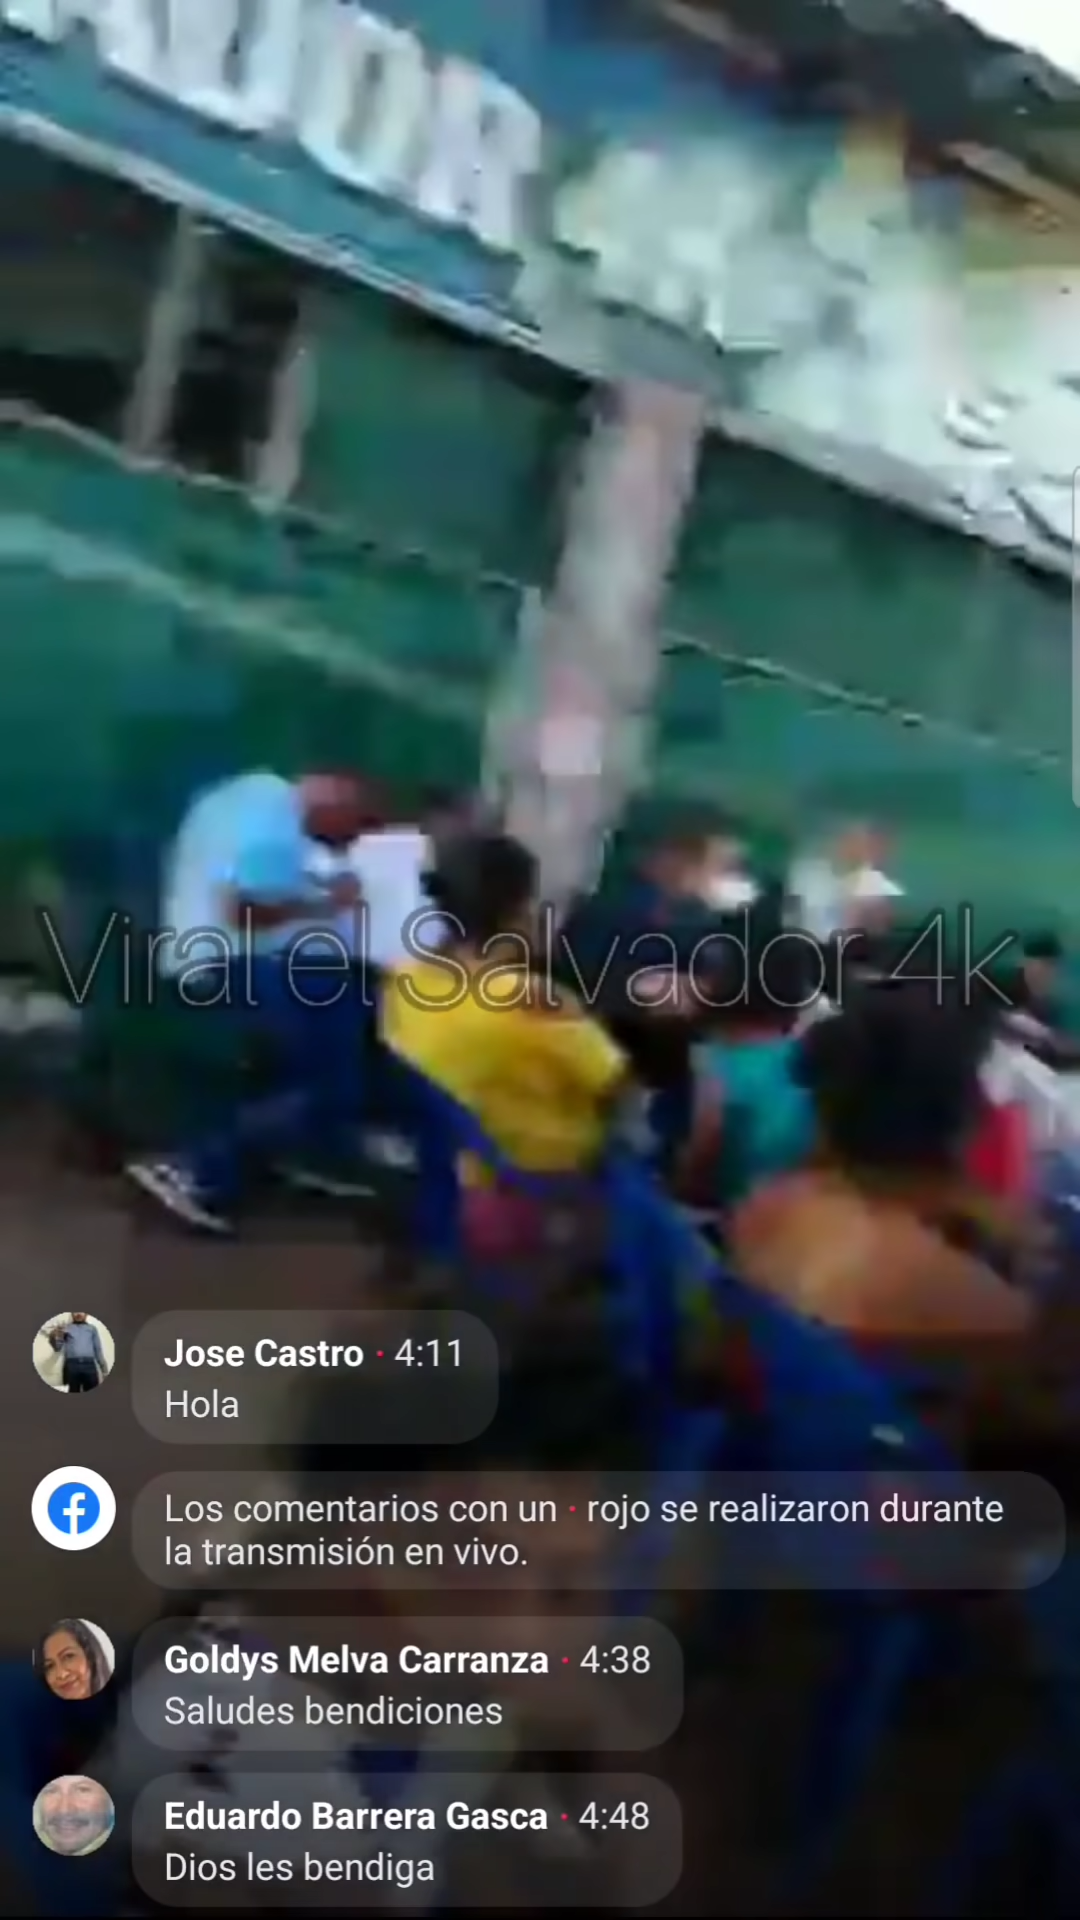 Viral el Salvador 4k
Jose Castro · 4:11
Hola
Los comentarios con un · rojo se realizaron durante
la transmisión en vivo.
Goldys Melva Carranza · 4:38
Saludes bendiciones
Eduardo Barrera Gasca · 4:48
Dios les bendiga